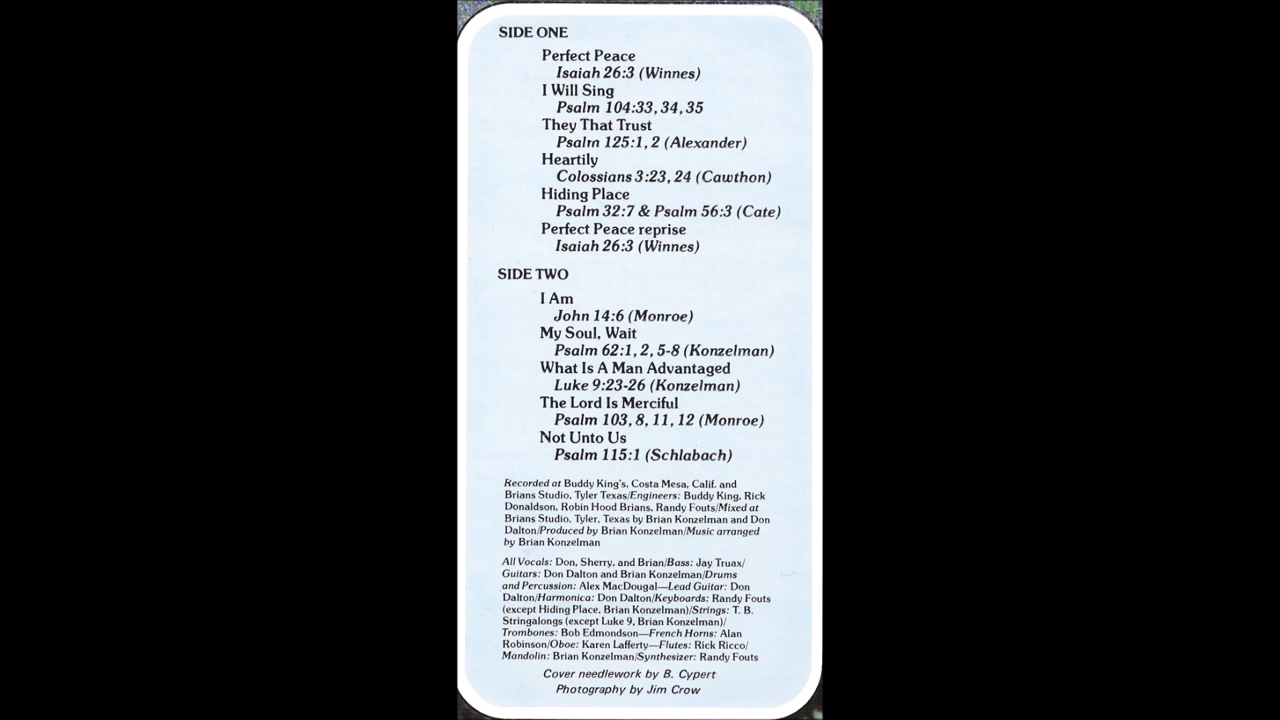 SIDE ONE
Perfect Peace
Isaiah 26:3 (Winnes)
I Will Sing
Psalm 104:33, 34, 35
They That Trust
Psalm 125:1, 2 (Alexander)
Heartily
Colossians 3:23, 24 (Cawthon)
Hiding Place
Psalm 32:7 & Psalm 56:3 (Cate)
Perfect Peace reprise
Isaiah 26:3 (Winnes)
SIDE TWO
I Am
John 14:6 (Monroe)
My Soul, Wait
Psalm 62:1, 2, 5-8 (Konzelman)
What Is A Man Advantaged
Luke 9:23-26 (Konzelman)
The Lord Is Merciful
Psalm 103, 8, 11, 12 (Monroe)
Not Unto Us
Psalm 115:1 (Schlabach)
Recorded at Buddy King's, Costa Mesa, Calif. and
Brians Studio, Tyler Texas/Engineers: Buddy King, Rick
Donaldson, Robin Hood Brians, Randy Fouts/Mixed at
Brians Studio, Tyler, Texas by Brian Konzelman and Don
Dalton/Produced by Brian Konzelman/Music arranged
by Brian Konzelman
All Vocals: Don, Sherry, and Brian/Bass: Jay Truax/
Guitars: Don Dalton and Brian Konzelman/Drums
and Percussion: Alex MacDougal—Lead Guitar: Don
Dalton/Harmonica: Don Dalton/Keyboards: Randy Fouts
(except Hiding Place, Brian Konzelman)/Strings: T. B.
Stringalongs (except Luke 9, Brian Konzelman)/
Trombones: Bob Edmondson—French Horns: Alan
Robinson/Oboe: Karen Lafferty—Flutes: Rick Ricco/
Mandolin: Brian Konzelman/Synthesizer: Randy Fouts
Cover needlework by B. Cypert
Photography by Jim Crow